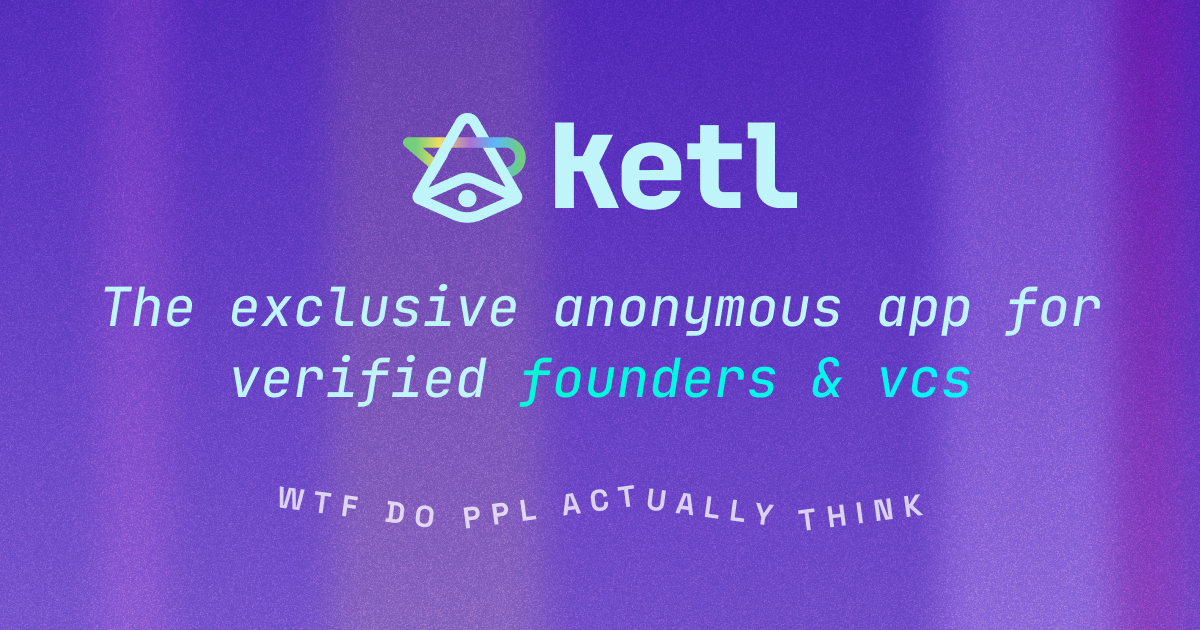 Ketl
The exclusive anonymous app for
verified founders & vcs
WTF DO PPL ACTUALLY THINK